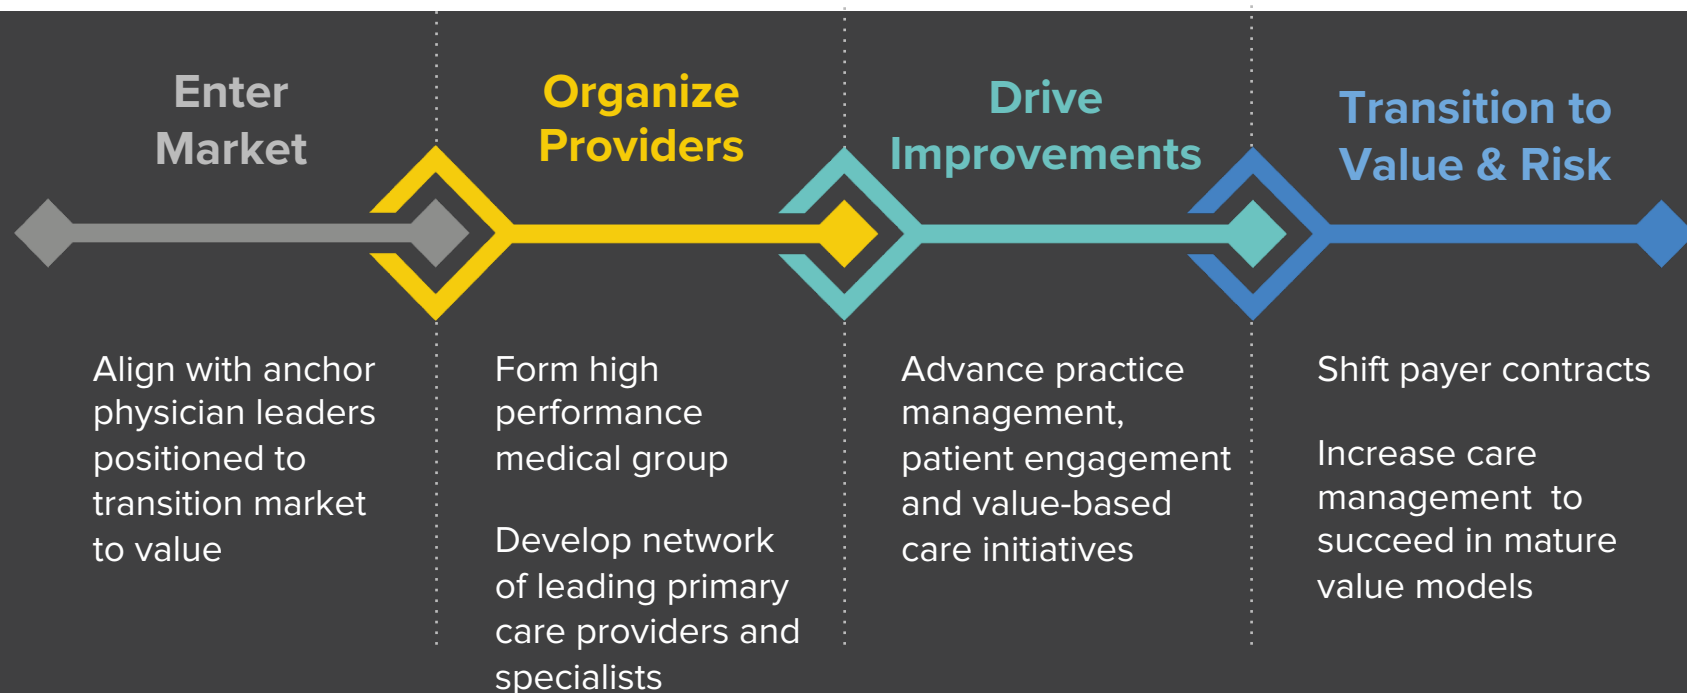 Enter
Market
Organize
Providers
Drive
Improvements
Transition to
Value & Risk
Align with anchor
physician leaders
positioned to
transition market
to value
Form high
performance
medical group
Develop network
of leading primary
care providers and
specialists
Advance practice
management,
patient engagement
and value-based
care initiatives
Shift payer contracts
Increase care
management  to
succeed in mature
value models